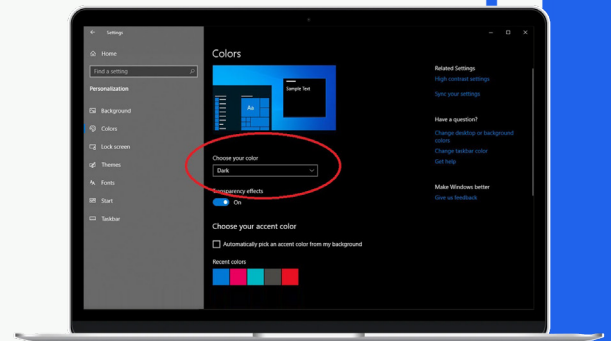 Settings
Home
Find a setting
Personalization
Background
Colors
Lock screen
Themes
Fonts
Start
Taskbar
Colors
Sample Text
Aa
Choose your color
Dark
Transparency effects
On
Choose your accent color
Automatically pick an accent color from my background
Recent colors
Related Settings
High contrast settings
Sync your settings
Have a question?
Change desktop or background
colors
Change taskbar color
Get help
Make Windows better
Give us feedback